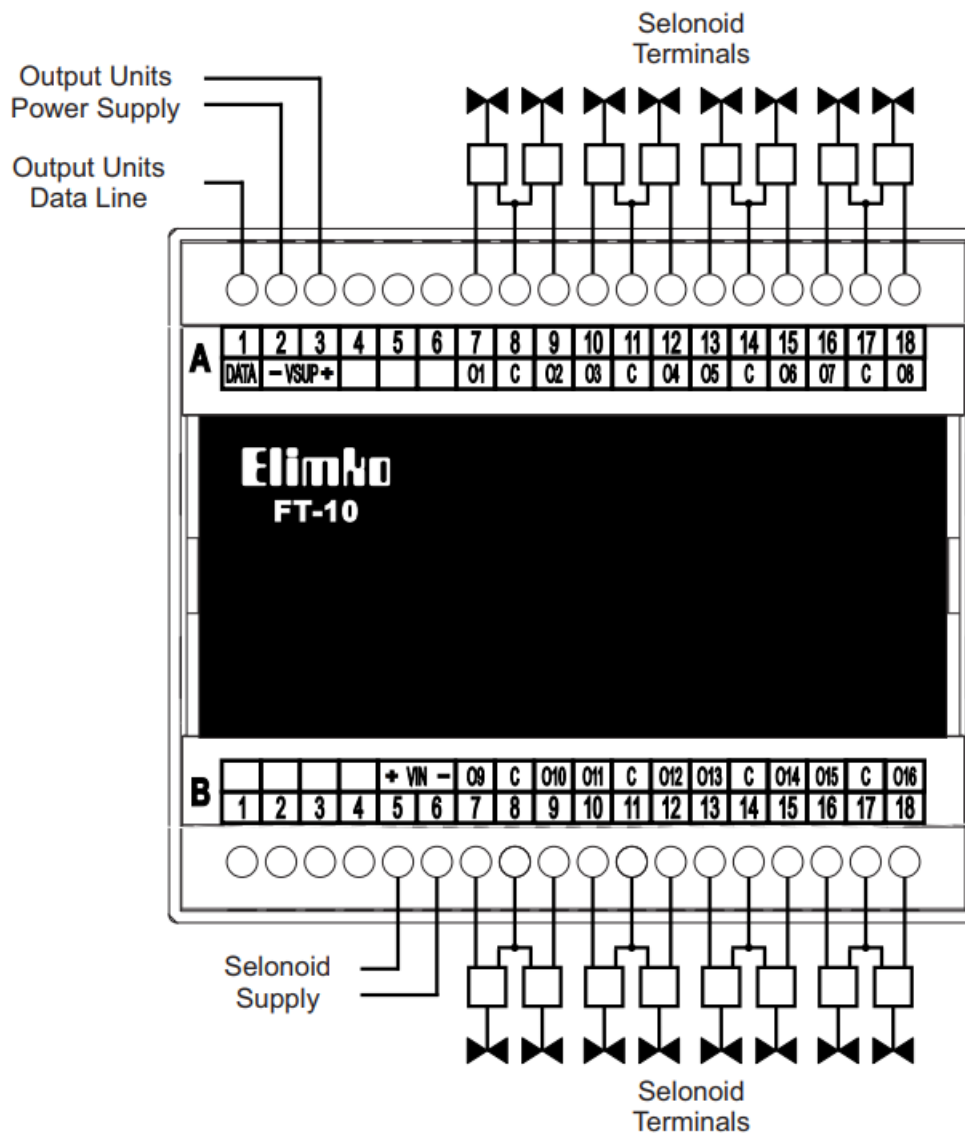 Selonoid
Terminals
Output Units
Power Supply
Output Units
Data Line
A
1 2 3 4 5 6 7 8 9 10 11 12 13 14 15 16 17 18
DATA - VSUP + O1 C O2 O3 C O4 O5 C O6 O7 C O8
Elimko
FT-10
B
+ VIN - O9 C O10 O11 C O12 O13 C O14 O15 C O16
1 2 3 4 5 6 7 8 9 10 11 12 13 14 15 16 17 18
Selonoid
Supply
Selonoid
Terminals